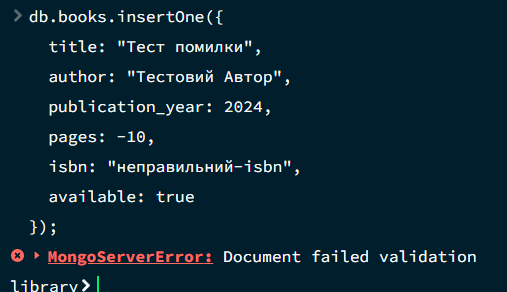 db.books.insertOne({
title: "Тест помилки",
author: "Тестовий Автор",
publication_year: 2024,
pages: -10,
isbn: "неправильний-isbn",
available: true
});
MongoServerError: Document failed validation
library>